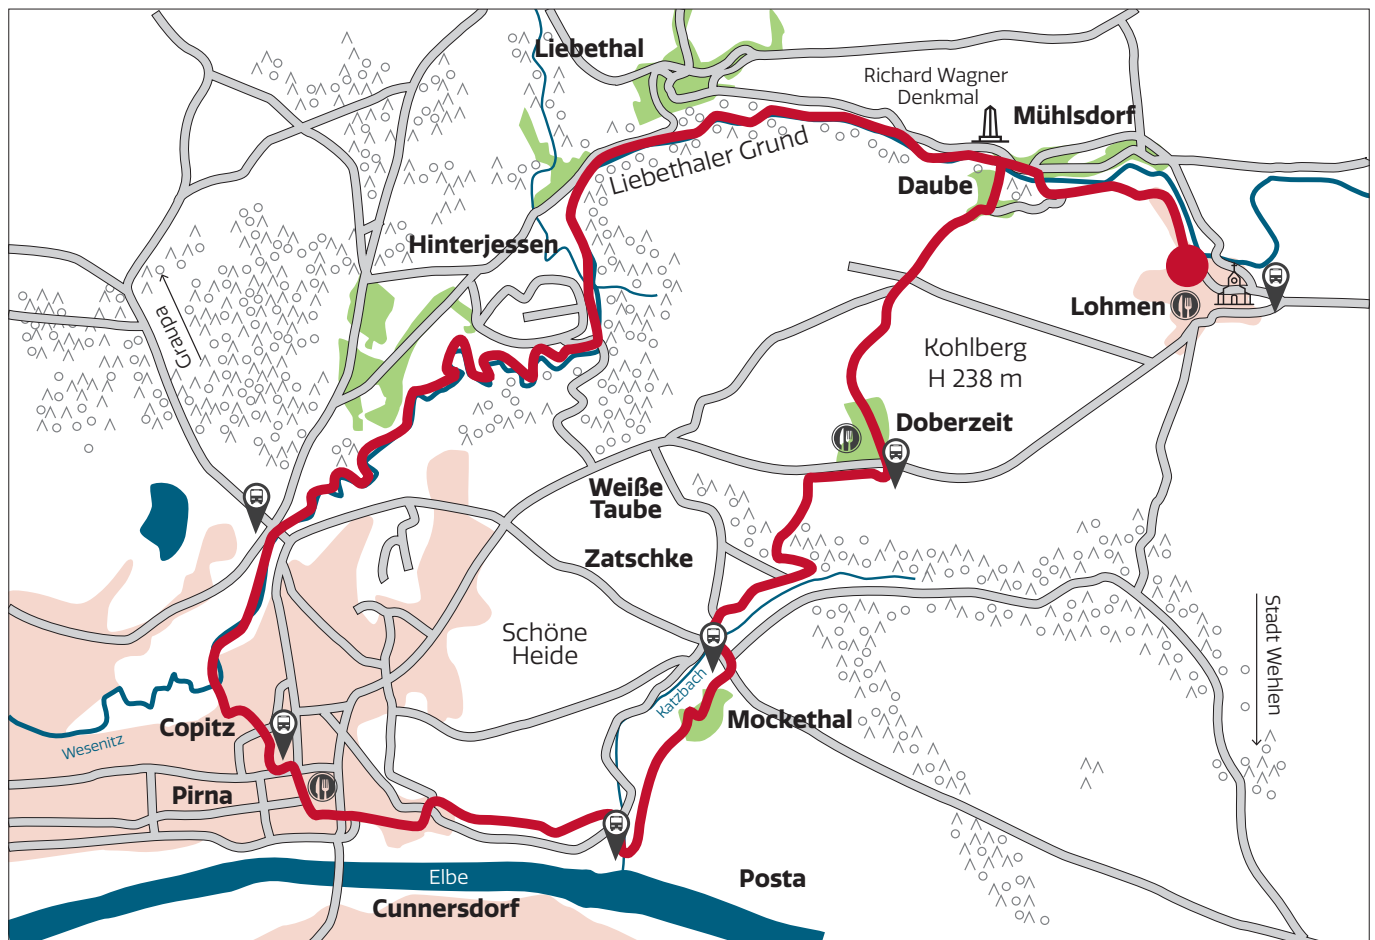 Liebethal
Richard Wagner
Denkmal
Mühlsdorf
Liebethaler Grund
Daube
Hinterjessen
Lohmen
Graupa
Kohlberg
H 238 m
Doberzeit
Weiße
Taube
Zatschke
Schöne
Heide
Stadt Wehlen
Katzbach
Mockethal
Copitz
Wesenitz
Pirna
Elbe
Posta
Cunnersdorf